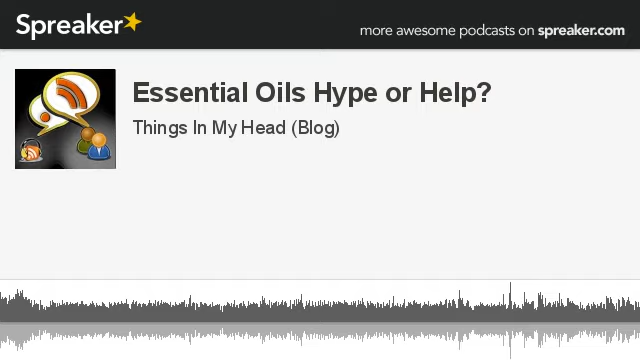 Spreaker
more awesome podcasts on spreaker.com
Essential Oils Hype or Help?
Things In My Head (Blog)